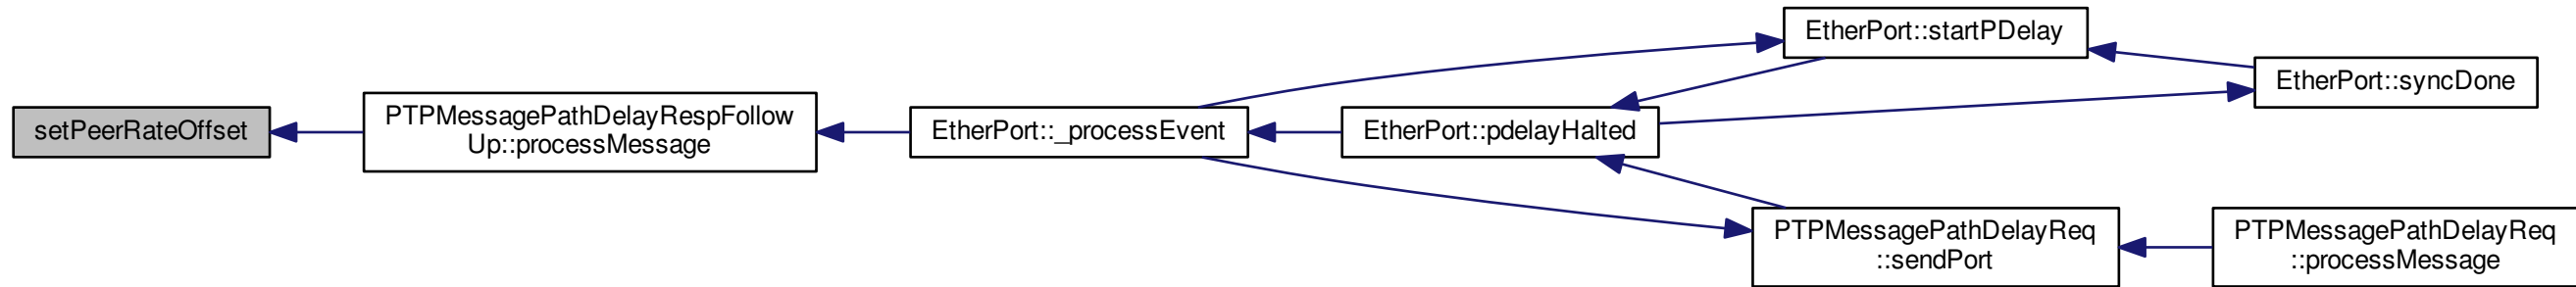 setPeerRateOffset
PTPMessagePathDelayRespFollow
Up::processMessage
EtherPort::_processEvent
EtherPort::pdelayHalted
EtherPort::startPDelay
EtherPort::syncDone
PTPMessagePathDelayReq
::sendPort
PTPMessagePathDelayReq
::processMessage